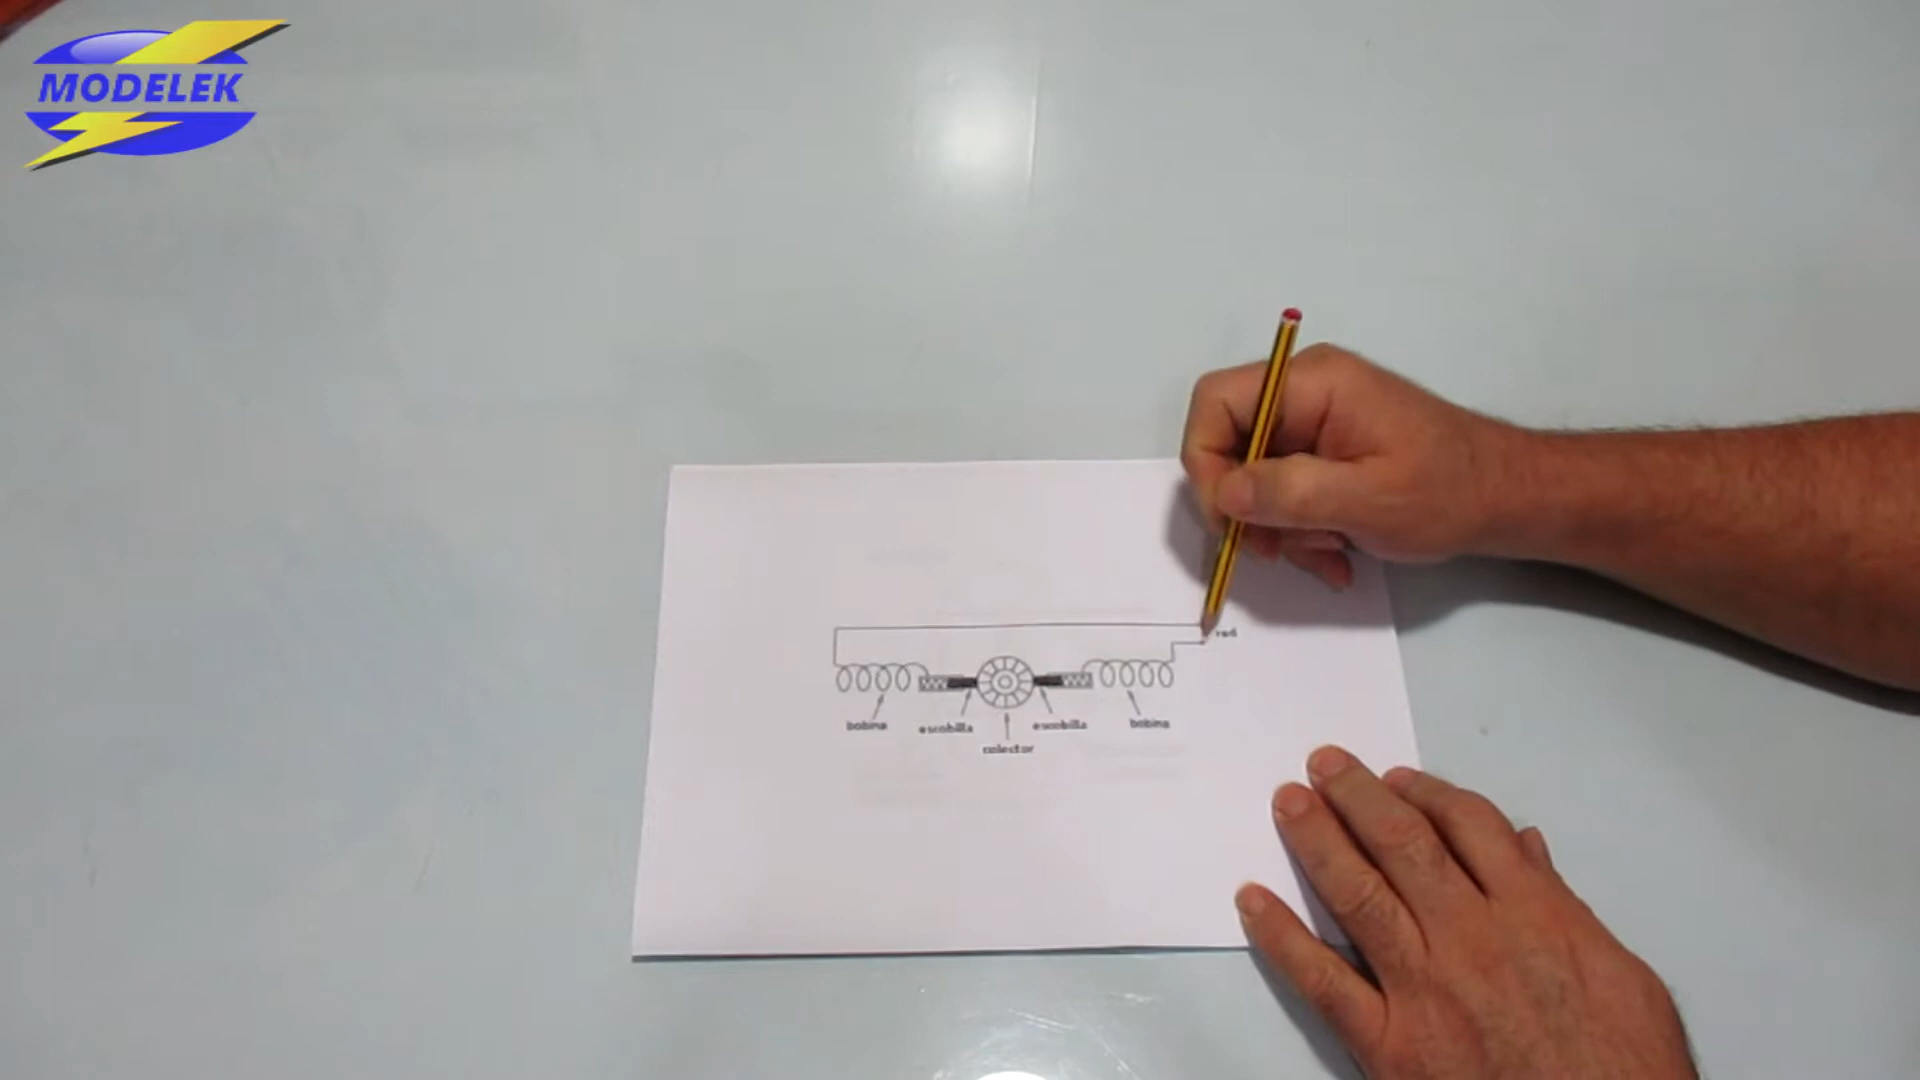 MODELEK
red
bobina
escobilla
escobilla
bobina
colector